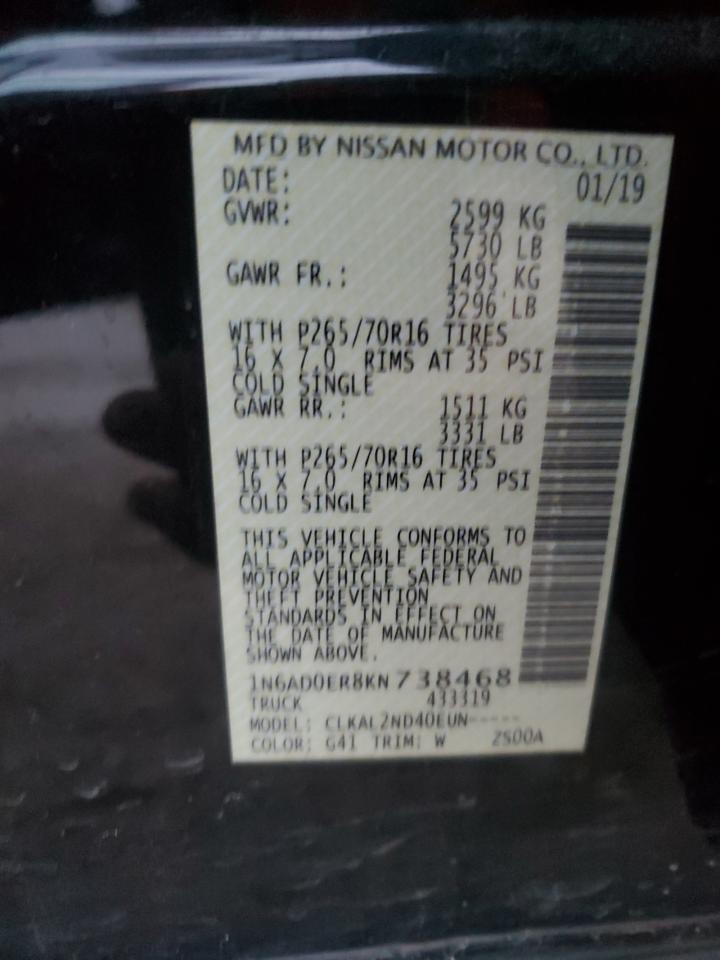 MFD BY NISSAN MOTOR CO., LTD.
DATE: 01/19
GVWR: 2599 KG
5730 LB
GAWR FR.: 1495 KG
3296 LB
WITH P265/70R16 TIRES
16 X 7.0 RIMS AT 35 PSI
COLD SINGLE
GAWR RR.: 1511 KG
3331 LB
WITH P265/70R16 TIRES
16 X 7.0 RIMS AT 35 PSI
COLD SINGLE
THIS VEHICLE CONFORMS TO
ALL APPLICABLE FEDERAL
MOTOR VEHICLE SAFETY AND
THEFT PREVENTION
STANDARDS IN EFFECT ON
THE DATE OF MANUFACTURE
SHOWN ABOVE.
1N6AD0ER8KN738468
TRUCK 433319
MODEL: CLKAL2ND40EUN-----
COLOR: G41 TRIM: W 2S00A